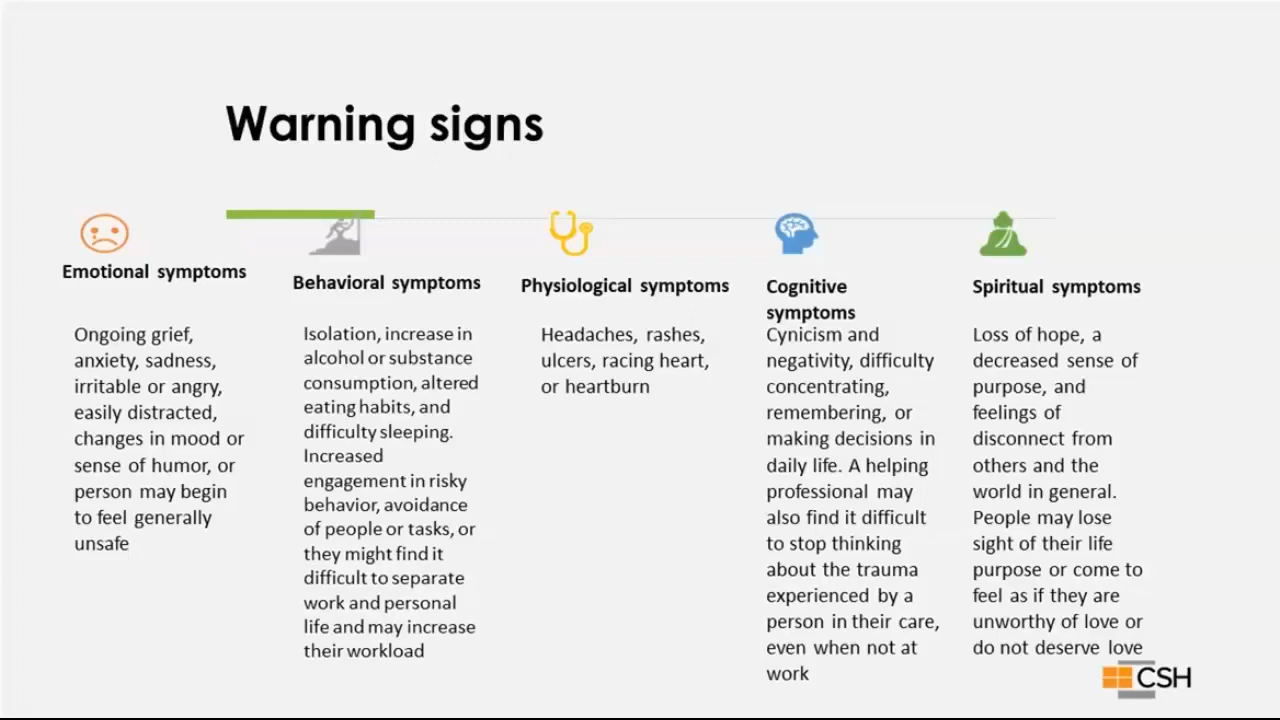 Warning signs
Emotional symptoms
Ongoing grief,
anxiety, sadness,
irritable or angry,
easily distracted,
changes in mood or
sense of humor, or
person may begin
to feel generally
unsafe
Behavioral symptoms
Isolation, increase in
alcohol or substance
consumption, altered
eating habits, and
difficulty sleeping.
Increased
engagement in risky
behavior, avoidance
of people or tasks, or
they might find it
difficult to separate
work and personal
life and may increase
their workload
Physiological symptoms
Headaches, rashes,
ulcers, racing heart,
or heartburn
Cognitive
symptoms
Cynicism and
negativity, difficulty
concentrating,
remembering, or
making decisions in
daily life. A helping
professional may
also find it difficult
to stop thinking
about the trauma
experienced by a
person in their care,
even when not at
work
Spiritual symptoms
Loss of hope, a
decreased sense of
purpose, and
feelings of
disconnect from
others and the
world in general.
People may lose
sight of their life
purpose or come to
feel as if they are
unworthy of love or
do not deserve love
CSH